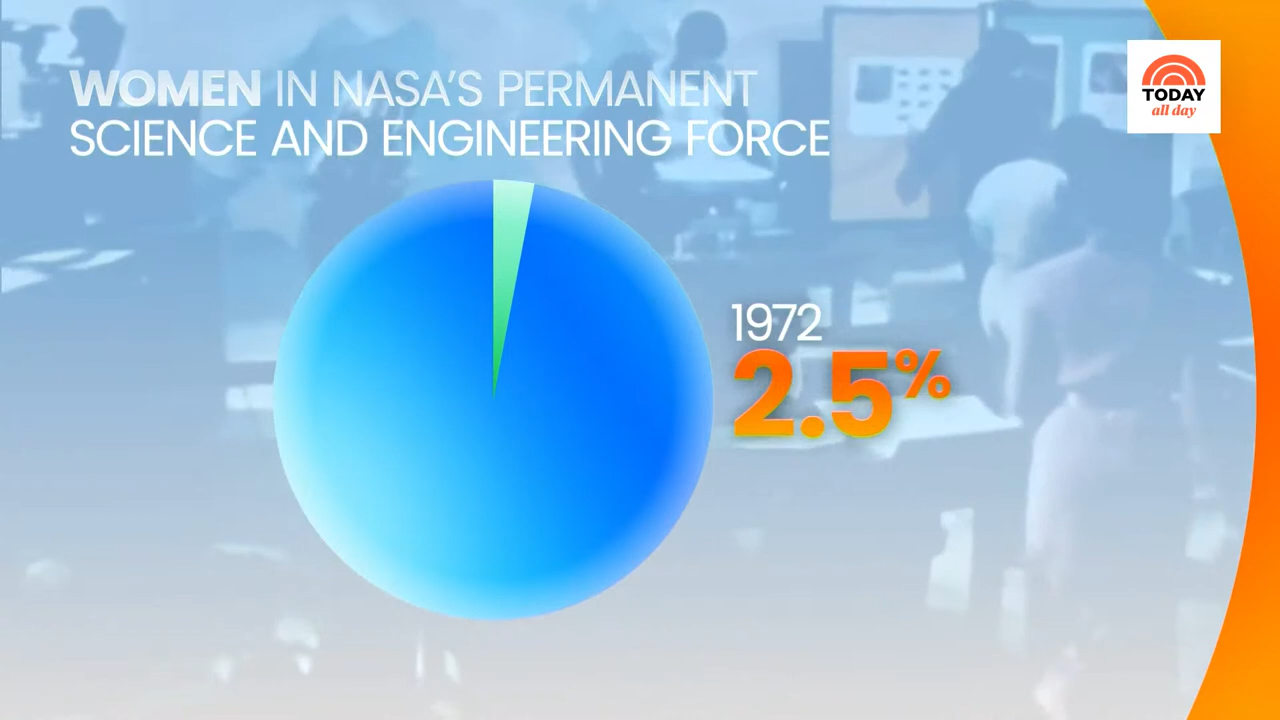 WOMEN IN NASA'S PERMANENT
SCIENCE AND ENGINEERING FORCE
TODAY
all day
1972
2.5%